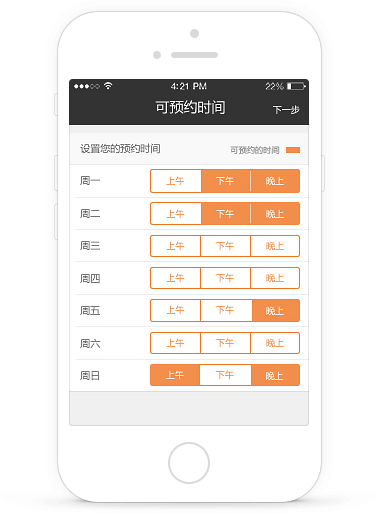 4:21 PM 22%
可预约时间 下一步
设置您的预约时间 可预约的时间
周一 上午 下午 晚上
周二 上午 下午 晚上
周三 上午 下午 晚上
周四 上午 下午 晚上
周五 上午 下午 晚上
周六 上午 下午 晚上
周日 上午 下午 晚上